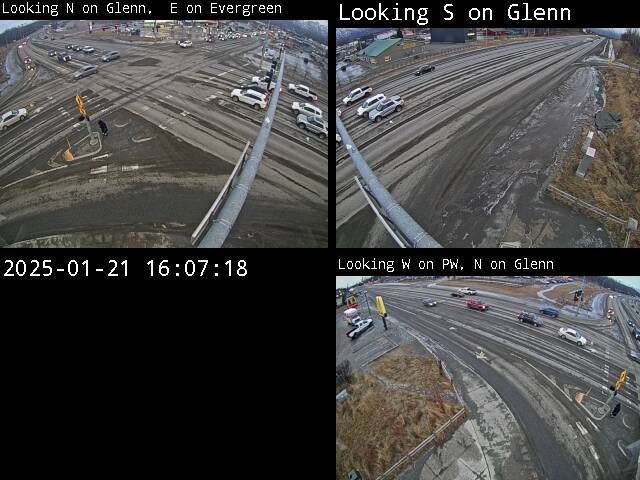 Looking N on Glenn, E on Evergreen
Looking S on Glenn
2025-01-21 16:07:18
Looking W on PW, N on Glenn